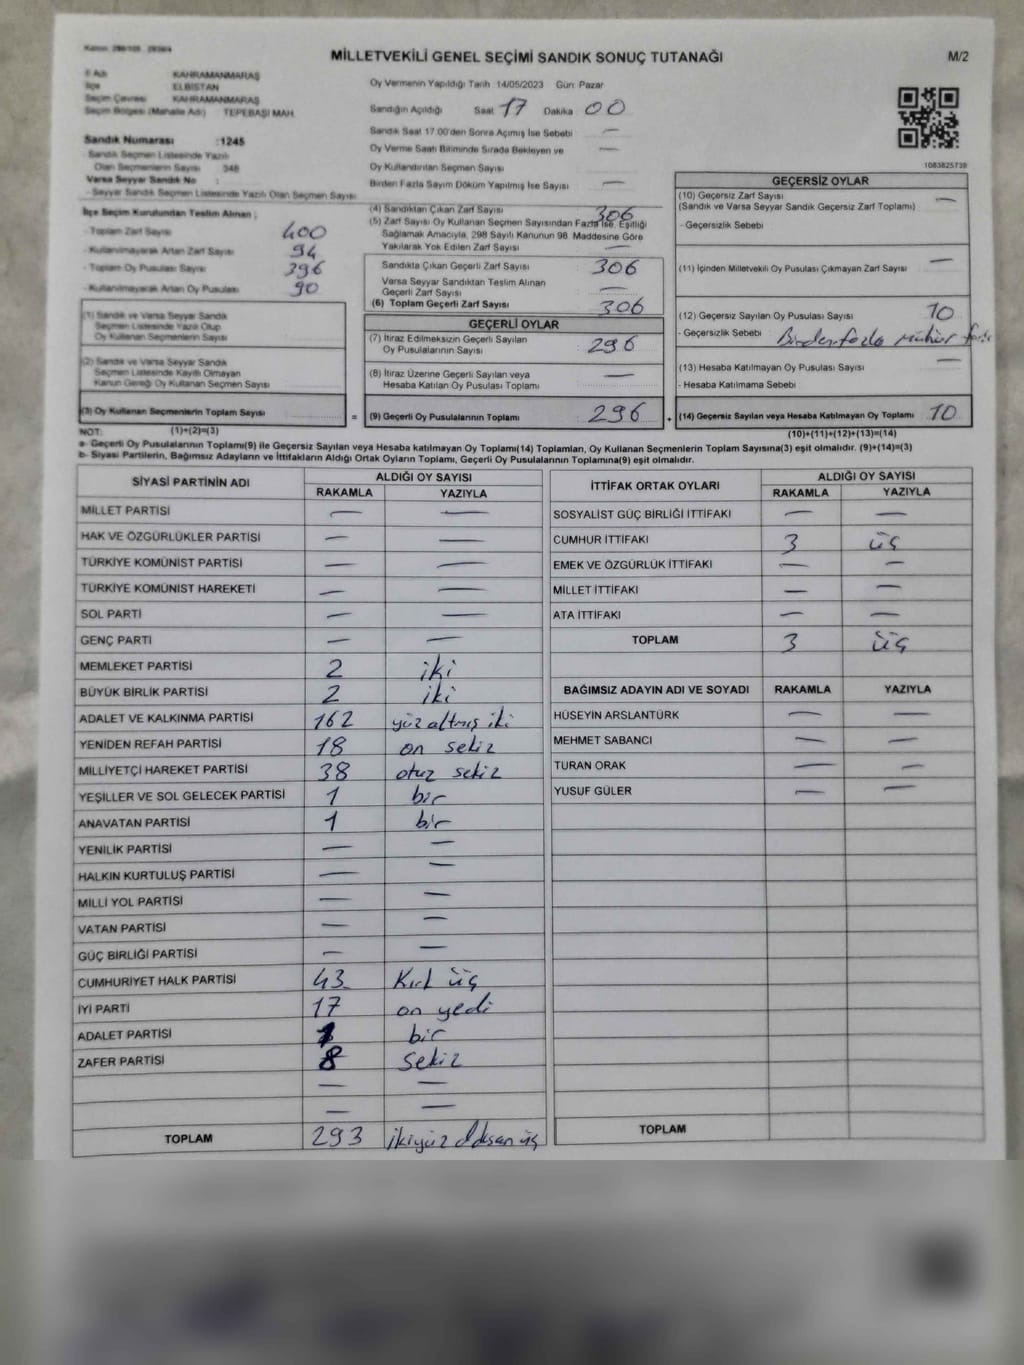 MİLLETVEKİLİ GENEL SEÇİMİ SANDIK SONUÇ TUTANAĞI
M/2
İl Adı KAHRAMANMARAŞ
İlçe ELBİSTAN
Seçim Çevresi KAHRAMANMARAŞ
Seçim Bölgesi (Mahalle Adı) TEPEBAŞI MAH.
Sandık Numarası :1245
- Sandık Seçmen Listesinde Yazılı
Olan Seçmenlerin Sayısı 348
Varsa Seyyar Sandık No :
- Seyyar Sandık Seçmen Listesinde Yazılı Olan Seçmen Sayısı
İlçe Seçim Kurulundan Teslim Alınan ;
- Toplam Zarf Sayısı 400
- Kullanılmayarak Artan Zarf Sayısı 94
- Toplam Oy Pusulası Sayısı 396
- Kullanılmayarak Artan Oy Pusulası 90
(1) Sandık ve Varsa Seyyar Sandık
Seçmen Listesinde Yazılı Olup
Oy Kullanan Seçmenlerin Sayısı
(2) Sandık ve Varsa Seyyar Sandık
Seçmen Listesinde Kayıtlı Olmayan
Kanun Gereği Oy Kullanan Seçmen Sayısı
(3) Oy Kullanan Seçmenlerin Toplam Sayısı =
Oy Vermenin Yapıldığı Tarih 14/05/2023 Gün: Pazar
Sandığın Açıldığı Saat 17 Dakika 00
Sandık Saat 17.00'den Sonra Açılmış İse Sebebi —
Oy Verme Saati Bitiminde Sırada Bekleyen ve —
Oy Kullandırılan Seçmen Sayısı
Birden Fazla Sayım Döküm Yapılmış İse Sayısı —
(4) Sandıktan Çıkan Zarf Sayısı 306
(5) Zarf Sayısı Oy Kullanan Seçmen Sayısından Fazla İse, Eşitliği
Sağlamak Amacıyla, 298 Sayılı Kanunun 98. Maddesine Göre
Yakılarak Yok Edilen Zarf Sayısı —
Sandıkta Çıkan Geçerli Zarf Sayısı 306
Varsa Seyyar Sandıktan Teslim Alınan
Geçerli Zarf Sayısı —
(6) Toplam Geçerli Zarf Sayısı 306
GEÇERLİ OYLAR
(7) İtiraz Edilmeksizin Geçerli Sayılan
Oy Pusulalarının Sayısı 296
(8) İtiraz Üzerine Geçerli Sayılan veya
Hesaba Katılan Oy Pusulası Toplamı —
(9) Geçerli Oy Pusulalarının Toplamı 296 +
1083825739
GEÇERSİZ OYLAR
(10) Geçersiz Zarf Sayısı —
(Sandık ve Varsa Seyyar Sandık Geçersiz Zarf Toplamı)
- Geçersizlik Sebebi
(11) İçinden Milletvekili Oy Pusulası Çıkmayan Zarf Sayısı —
(12) Geçersiz Sayılan Oy Pusulası Sayısı 10
- Geçersizlik Sebebi : Birden fazla mühür
(13) Hesaba Katılmayan Oy Pusulası Sayısı —
- Hesaba Katılmama Sebebi
(14) Geçersiz Sayılan veya Hesaba Katılmayan Oy Toplamı 10
NOT: (1)+(2)=(3) (10)+(11)+(12)+(13)=(14)
a- Geçerli Oy Pusulalarının Toplamı(9) ile Geçersiz Sayılan veya Hesaba katılmayan Oy Toplamı(14) Toplamları, Oy Kullanan Seçmenlerin Toplam Sayısına(3) eşit olmalıdır. (9)+(14)=(3)
b- Siyasi Partilerin, Bağımsız Adayların ve İttifakların Aldığı Ortak Oyların Toplamı, Geçerli Oy Pusulalarının Toplamına(9) eşit olmalıdır.
SİYASİ PARTİNİN ADI ALDIĞI OY SAYISI
RAKAMLA YAZIYLA
MİLLET PARTİSİ — —
HAK VE ÖZGÜRLÜKLER PARTİSİ — —
TÜRKİYE KOMÜNİST PARTİSİ — —
TÜRKİYE KOMÜNİST HAREKETİ — —
SOL PARTİ — —
GENÇ PARTİ — —
MEMLEKET PARTİSİ 2 iki
BÜYÜK BİRLİK PARTİSİ 2 iki
ADALET VE KALKINMA PARTİSİ 162 yüz altmış iki
YENİDEN REFAH PARTİSİ 18 on sekiz
MİLLİYETÇİ HAREKET PARTİSİ 38 otuz sekiz
YEŞİLLER VE SOL GELECEK PARTİSİ 1 bir
ANAVATAN PARTİSİ 1 bir
YENİLİK PARTİSİ — —
HALKIN KURTULUŞ PARTİSİ — —
MİLLİ YOL PARTİSİ — —
VATAN PARTİSİ — —
GÜÇ BİRLİĞİ PARTİSİ — —
CUMHURİYET HALK PARTİSİ 43 Kırk üç
İYİ PARTİ 17 on yedi
ADALET PARTİSİ 1 bir
ZAFER PARTİSİ 8 sekiz
— —
— —
TOPLAM 293 ikiyüz doksan üç
İTTİFAK ORTAK OYLARI ALDIĞI OY SAYISI
RAKAMLA YAZIYLA
SOSYALİST GÜÇ BİRLİĞİ İTTİFAKI — —
CUMHUR İTTİFAKI 3 üç
EMEK VE ÖZGÜRLÜK İTTİFAKI — —
MİLLET İTTİFAKI — —
ATA İTTİFAKI — —
TOPLAM 3 üç
BAĞIMSIZ ADAYIN ADI VE SOYADI RAKAMLA YAZIYLA
HÜSEYİN ARSLANTÜRK — —
MEHMET SABANCI — —
TURAN ORAK — —
YUSUF GÜLER — —
TOPLAM